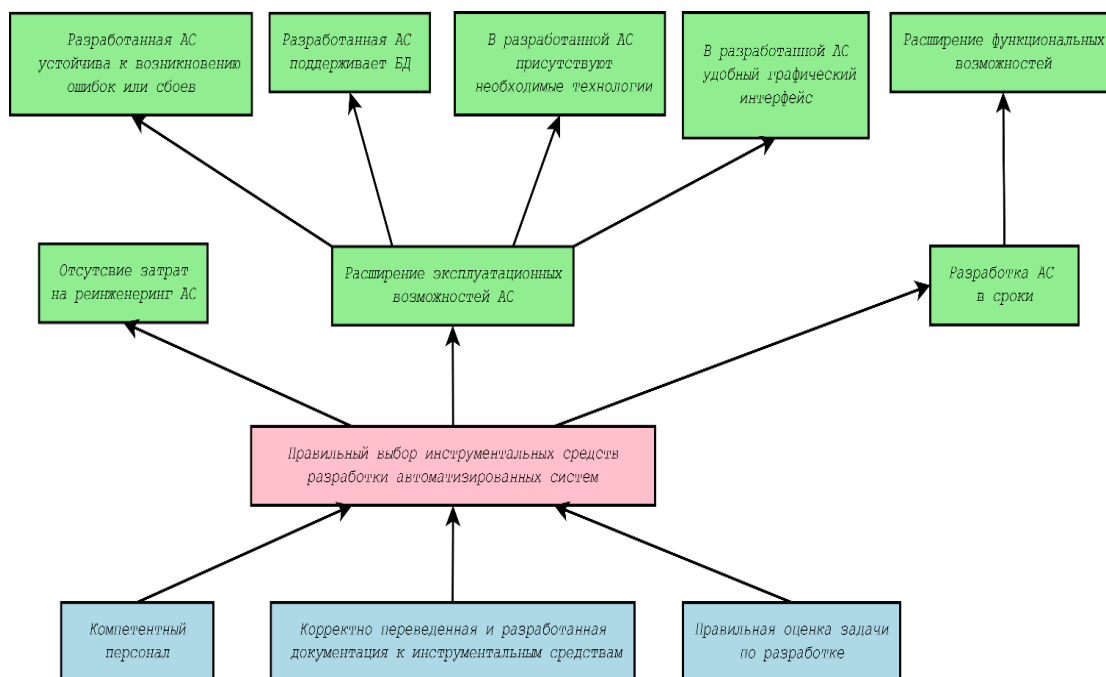 Разработанная АС
устойчива к возникновению
ошибок или сбоев
Разработанная АС
поддерживает БД
В разработанной АС
присутствуют
необходимые технологии
В разработанной АС
удобный графический
интерфейс
Расширение функциональных
возможностей
Отсутсвие затрат
на реинженеринг АС
Расширение эксплуатационных
возможностей АС
Разработка АС
в сроки
Правильный выбор инструментальных средств
разработки автоматизированных систем
Компетентный
персонал
Корректно переведенная и разработанная
документация к инструментальным средствам
Правильная оценка задачи
по разработке